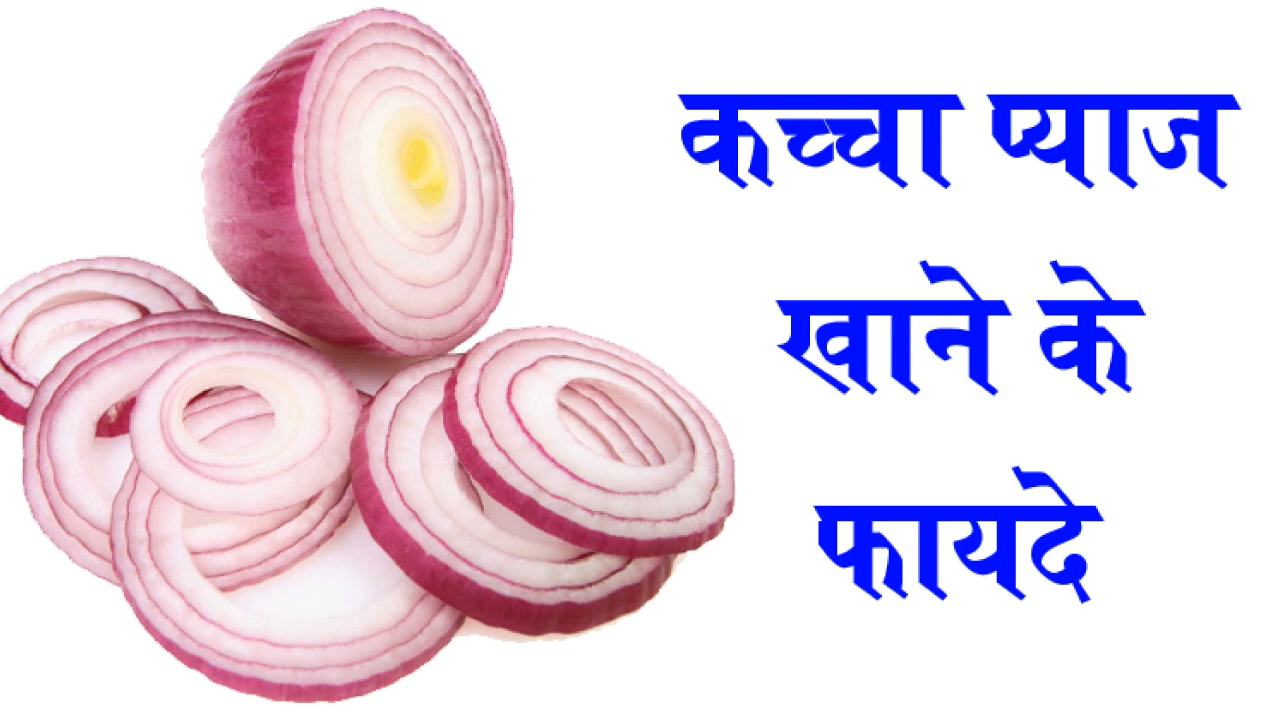 कच्चा प्याज
खाने के
फायदे